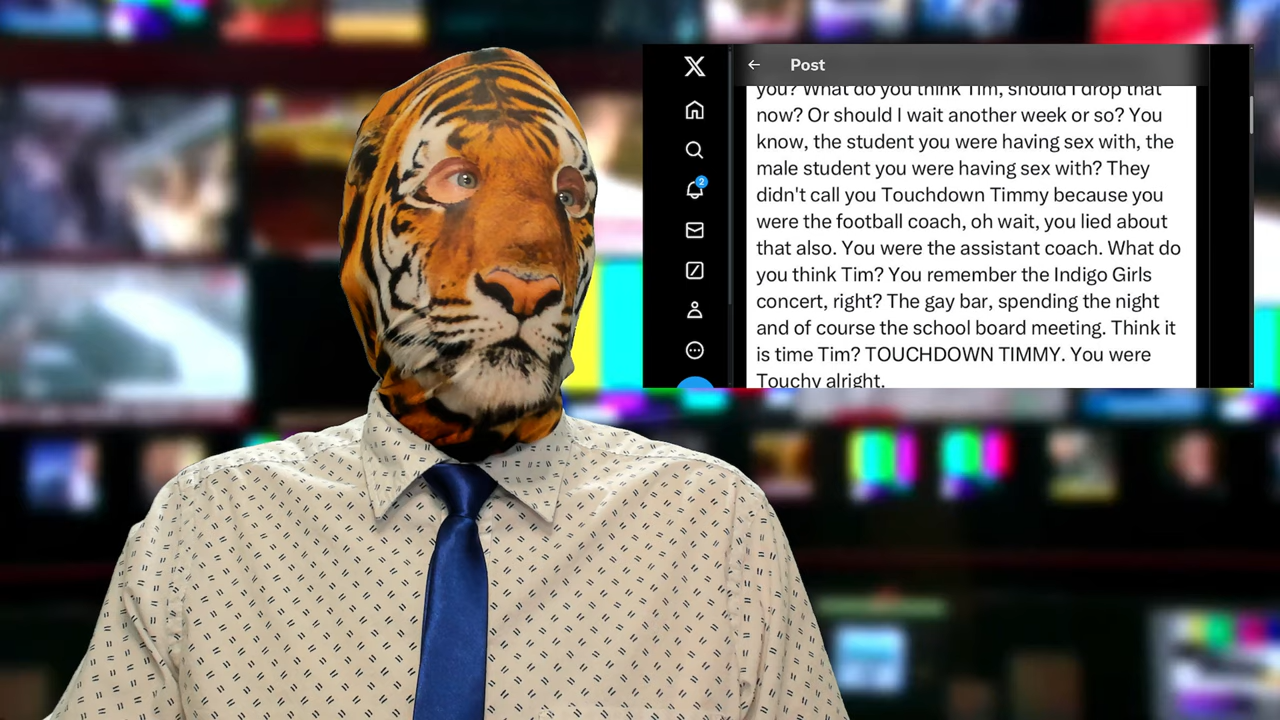 Post
you? What do you think Tim, should I drop that
now? Or should I wait another week or so? You
know, the student you were having sex with, the
male student you were having sex with? They
didn't call you Touchdown Timmy because you
were the football coach, oh wait, you lied about
that also. You were the assistant coach. What do
you think Tim? You remember the Indigo Girls
concert, right? The gay bar, spending the night
and of course the school board meeting. Think it
is time Tim? TOUCHDOWN TIMMY. You were
Touchy alright.
2